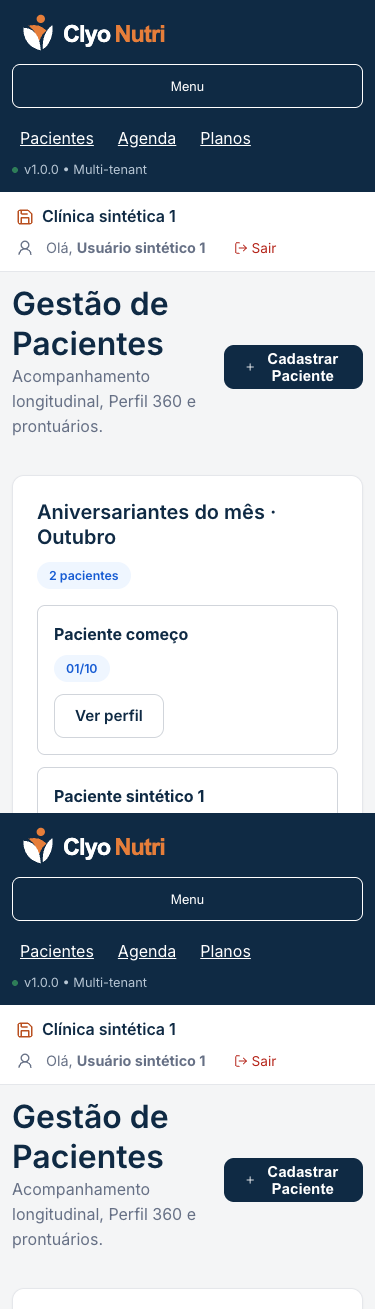 Clyo Nutri
Menu
Pacientes Agenda Planos
v1.0.0 • Multi-tenant
Clínica sintética 1
Olá, Usuário sintético 1 Sair
Gestão de
Pacientes
Acompanhamento
longitudinal, Perfil 360 e
prontuários.
+ Cadastrar
Paciente
Aniversariantes do mês ·
Outubro
2 pacientes
Paciente começo
01/10
Ver perfil
Paciente sintético 1
Clyo Nutri
Menu
Pacientes Agenda Planos
v1.0.0 • Multi-tenant
Clínica sintética 1
Olá, Usuário sintético 1 Sair
Gestão de
Pacientes
Acompanhamento
longitudinal, Perfil 360 e
prontuários.
+ Cadastrar
Paciente